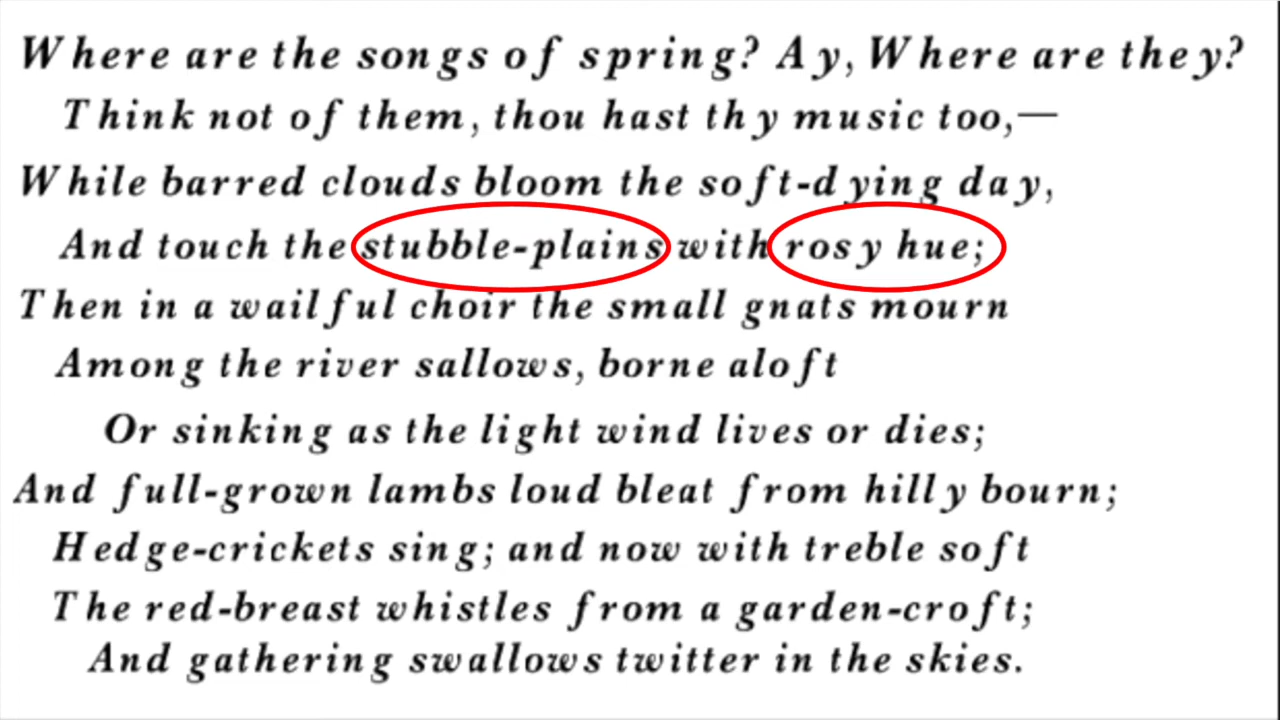 Where are the songs of spring? Ay, Where are they?
Think not of them, thou hast thy music too,—
While barred clouds bloom the soft-dying day,
And touch the stubble-plains with rosy hue;
Then in a wailful choir the small gnats mourn
Among the river sallows, borne aloft
Or sinking as the light wind lives or dies;
And full-grown lambs loud bleat from hilly bourn;
Hedge-crickets sing; and now with treble soft
The red-breast whistles from a garden-croft;
And gathering swallows twitter in the skies.